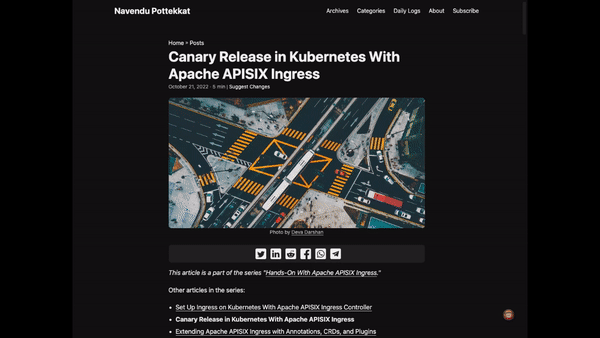 Navendu Pottekkat
Archives Categories Daily Logs About Subscribe
Home » Posts
Canary Release in Kubernetes With
Apache APISIX Ingress
October 21, 2022 · 5 min | Suggest Changes
Photo by Deva Darshan
This article is a part of the series "Hands-On With Apache APISIX Ingress."
Other articles in the series:
• Set Up Ingress on Kubernetes With Apache APISIX Ingress Controller
• Canary Release in Kubernetes With Apache APISIX Ingress
• Extending Apache APISIX Ingress with Annotations, CRDs, and Plugins